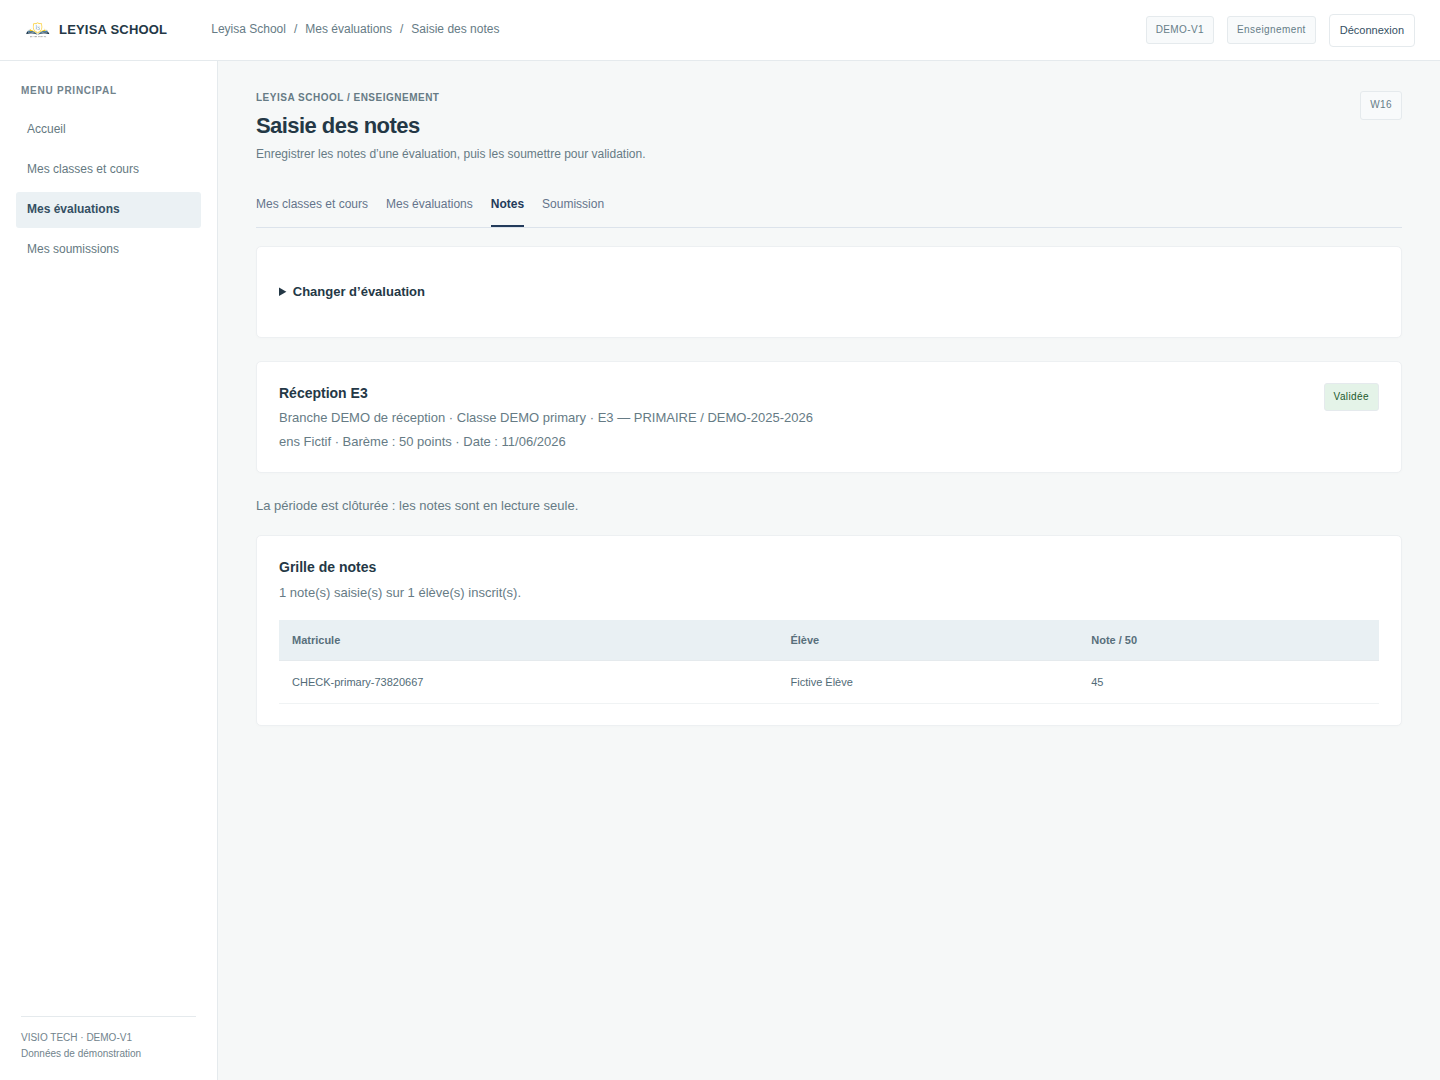 LEYISA SCHOOL
Leyisa School / Mes évaluations / Saisie des notes
DEMO-V1
Enseignement
Déconnexion
MENU PRINCIPAL
Accueil
Mes classes et cours
Mes évaluations
Mes soumissions
VISIO TECH · DEMO-V1
Données de démonstration
LEYISA SCHOOL / ENSEIGNEMENT
W16
Saisie des notes
Enregistrer les notes d’une évaluation, puis les soumettre pour validation.
Mes classes et cours Mes évaluations Notes Soumission
Changer d’évaluation
Réception E3
Validée
Branche DEMO de réception · Classe DEMO primary · E3 — PRIMAIRE / DEMO-2025-2026
ens Fictif · Barème : 50 points · Date : 11/06/2026
La période est clôturée : les notes sont en lecture seule.
Grille de notes
1 note(s) saisie(s) sur 1 élève(s) inscrit(s).
Matricule Élève Note / 50
CHECK-primary-73820667 Fictive Élève 45